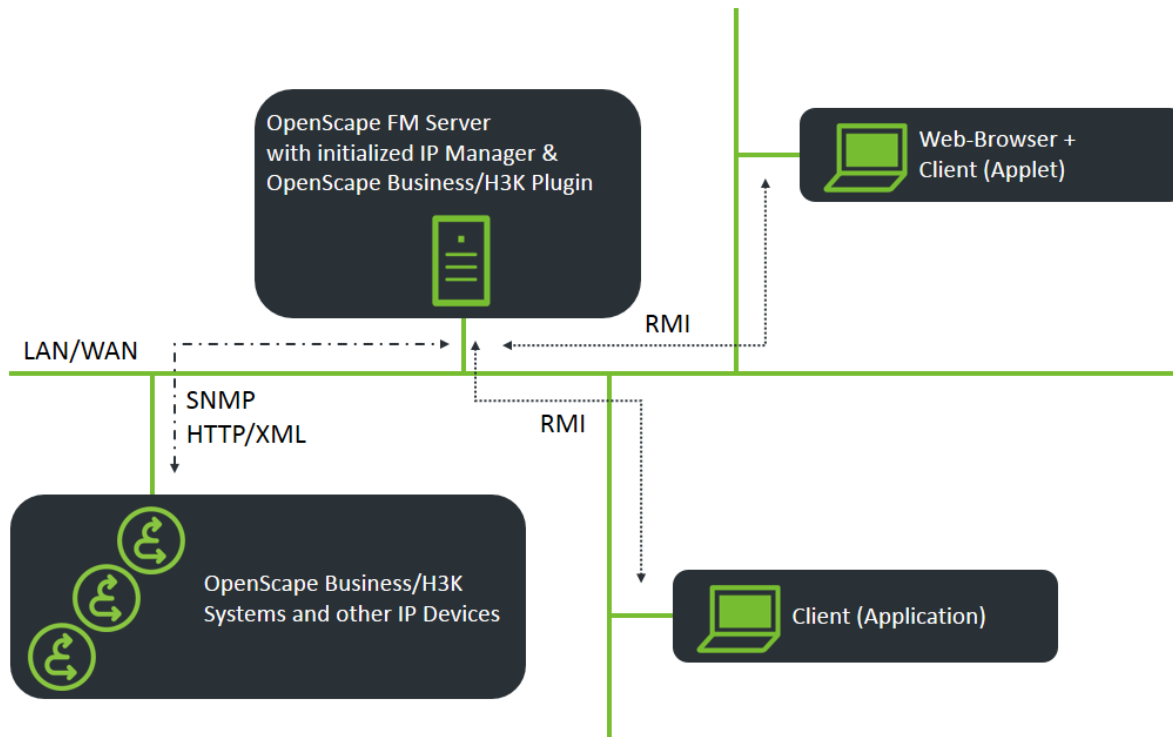 OpenScape FM Server
with initialized IP Manager &
OpenScape Business/H3K Plugin
Web-Browser +
Client (Applet)
RMI
LAN/WAN
SNMP
HTTP/XML
RMI
OpenScape Business/H3K
Systems and other IP Devices
Client (Application)